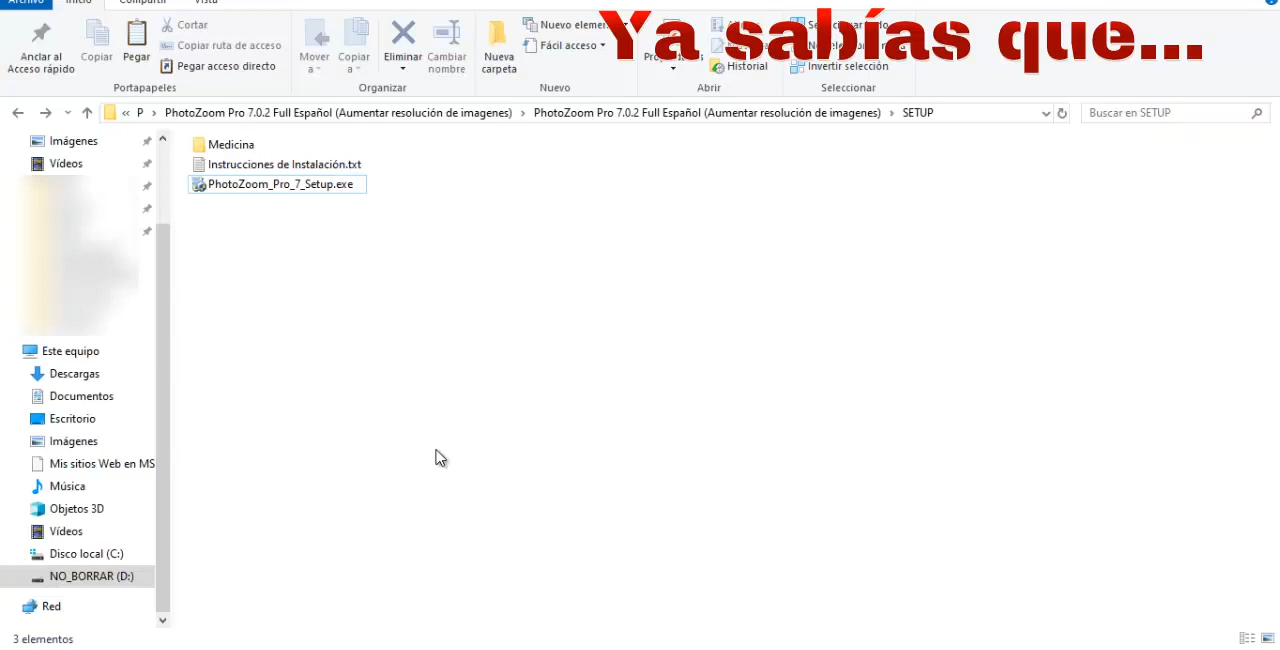 Archivo Inicio Compartir Vista
Ya sabías que...
Anclar al
Acceso rápido
Copiar
Pegar
Cortar
Copiar ruta de acceso
Pegar acceso directo
Portapapeles
Mover
a
Copiar
a
Eliminar
Cambiar
nombre
Organizar
Nueva
carpeta
Fácil acceso
Nuevo
Historial
Abrir
Invertir selección
Seleccionar
« P › PhotoZoom Pro 7.0.2 Full Español (Aumentar resolución de imagenes) › PhotoZoom Pro 7.0.2 Full Español (Aumentar resolución de imagenes) › SETUP
Buscar en SETUP
Imágenes
Vídeos
Este equipo
Descargas
Documentos
Escritorio
Imágenes
Mis sitios Web en MS
Música
Objetos 3D
Vídeos
Disco local (C:)
NO_BORRAR (D:)
Red
Medicina
Instrucciones de Instalación.txt
PhotoZoom_Pro_7_Setup.exe
3 elementos